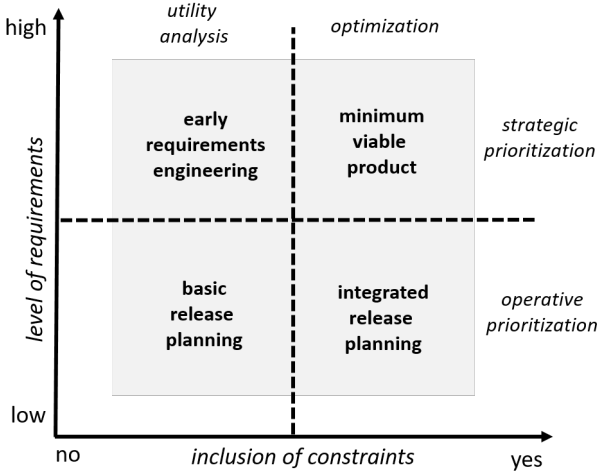 high
utility
analysis
optimization
early
requirements
engineering
minimum
viable
product
strategic
prioritization
level of requirements
basic
release
planning
integrated
release
planning
operative
prioritization
low
no
inclusion of constraints
yes